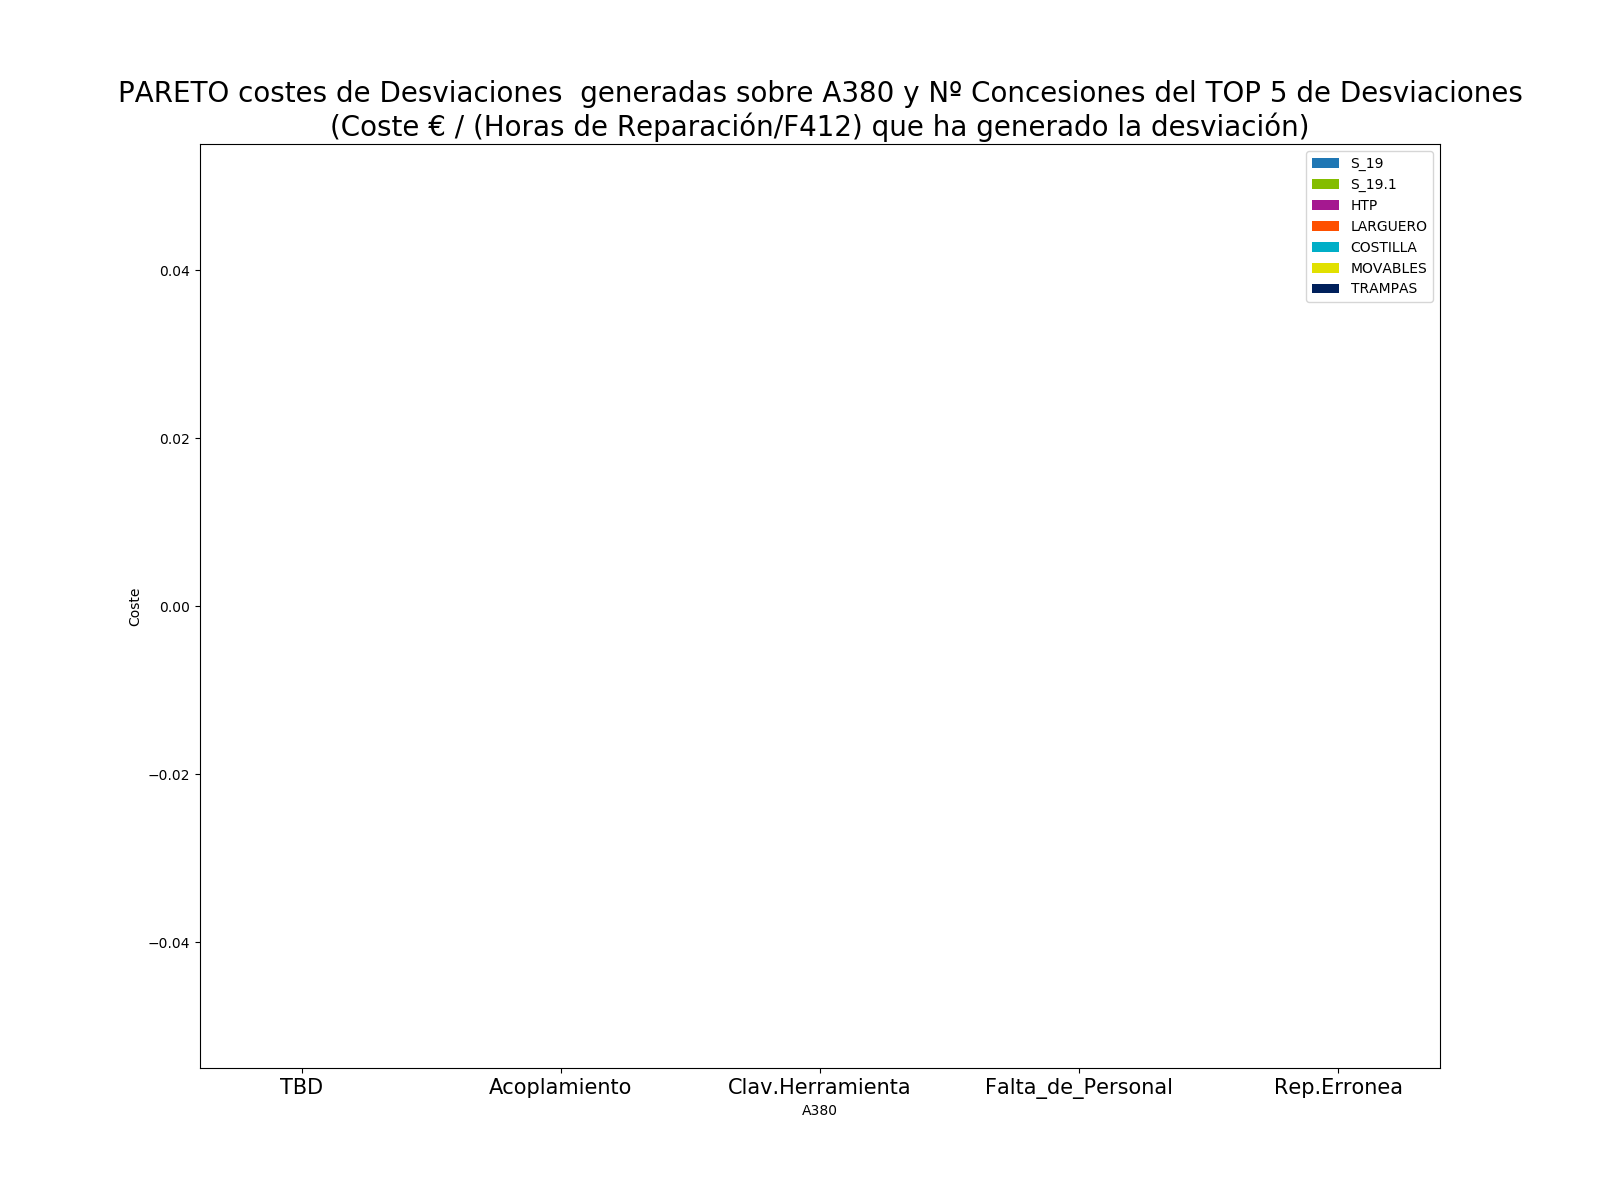 PARETO costes de Desviaciones  generadas sobre A380 y Nº Concesiones del TOP 5 de Desviaciones
(Coste € / (Horas de Reparación/F412) que ha generado la desviación)
S_19
S_19.1
HTP
LARGUERO
COSTILLA
MOVABLES
TRAMPAS
0.04
0.02
0.00
−0.02
−0.04
Coste
TBD Acoplamiento Clav.Herramienta Falta_de_Personal Rep.Erronea
A380